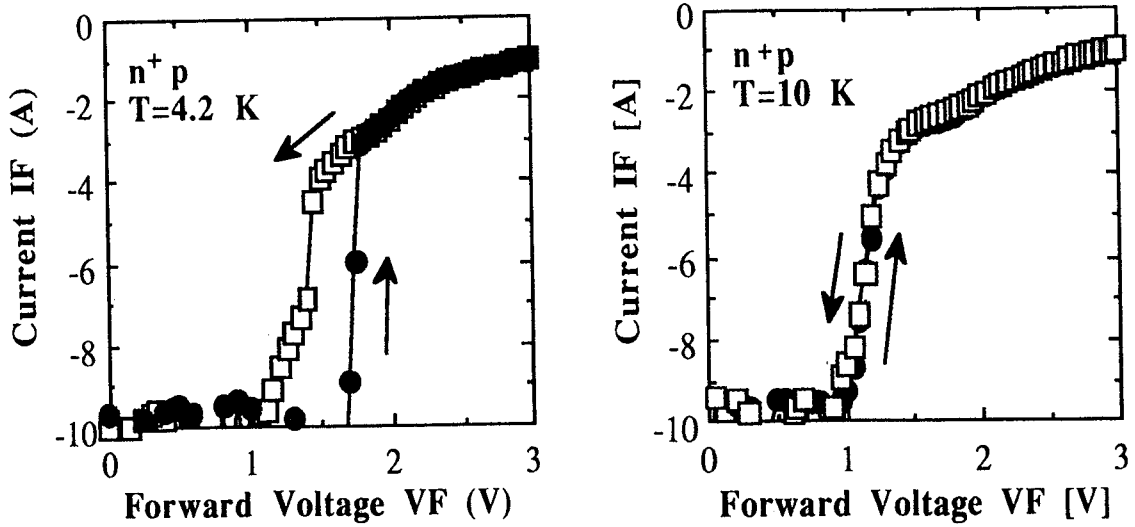 0
-2
-4
-6
-8
-10
n⁺ p
T=4.2 K
Current IF (A)
0 1 2 3
Forward Voltage VF (V)
0
-2
-4
-6
-8
-10
n+p
T=10 K
Current IF [A]
0 1 2 3
Forward Voltage VF [V]